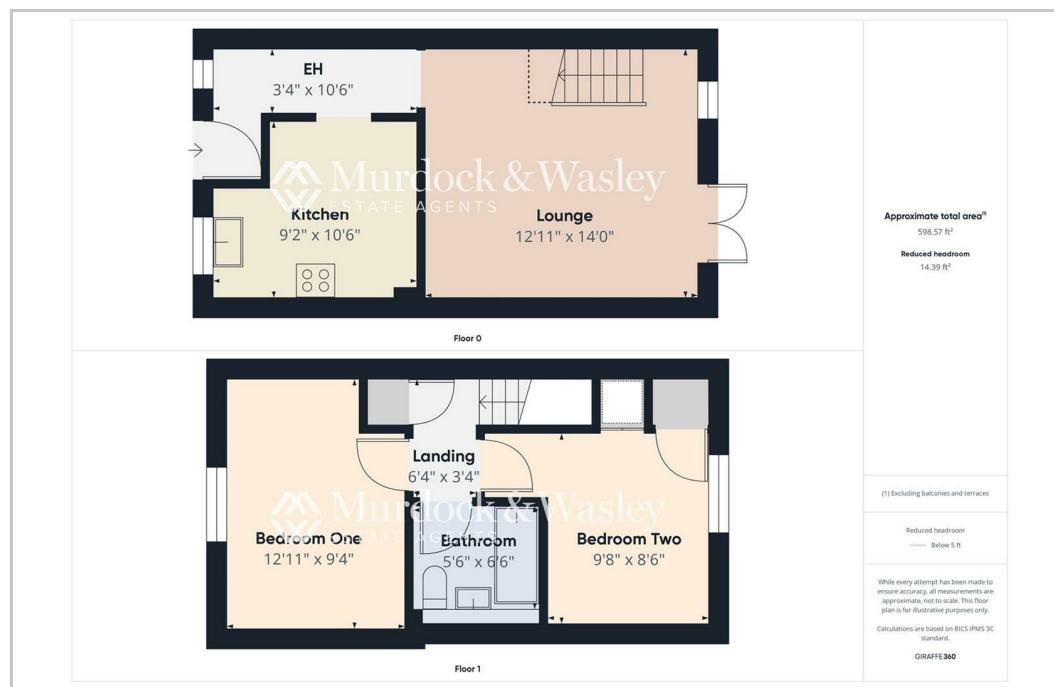 EH
3'4" x 10'6"
Murdock & Wasley
ESTATE AGENTS
Kitchen
9'2" x 10'6"
Lounge
12'11" x 14'0"
Floor 0
Landing
6'4" x 3'4"
Murdock & Wasley
ESTATE AGENTS
Bedroom One
12'11" x 9'4"
Bathroom
5'6" x 6'6"
Bedroom Two
9'8" x 8'6"
Floor 1
Approximate total area(1)
598.57 ft²
Reduced headroom
14.39 ft²
(1) Excluding balconies and terraces
Reduced headroom
Below 5 ft
While every attempt has been made to
ensure accuracy, all measurements are
approximate, not to scale. This floor
plan is for illustrative purposes only.
Calculations are based on RICS IPMS 3C
standard.
GIRAFFE360